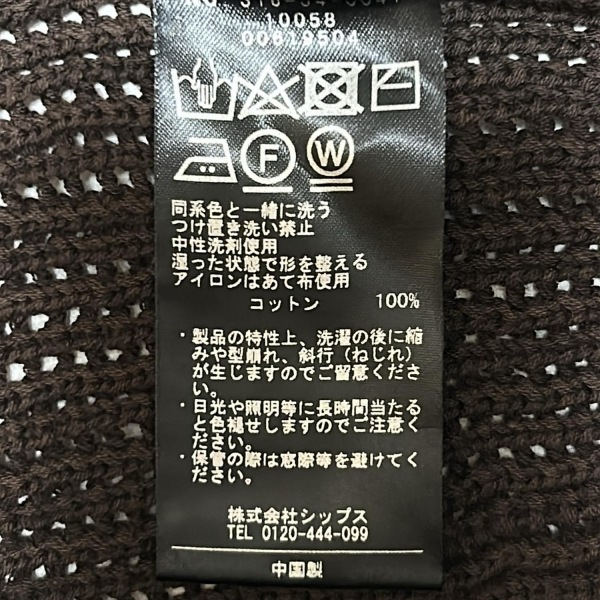 10058
00619504
F W
同系色と一緒に洗う
つけ置き洗い禁止
中性洗剤使用
湿った状態で形を整える
アイロンはあて布使用
コットン 100%
・製品の特性上、洗濯の後に縮
みや型崩れ、斜行（ねじれ）
が生じますのでご留意くださ
い。
・日光や照明等に長時間当たる
と色褪せしますのでご注意く
ださい。
・保管の際は窓際等を避けてく
ださい。
株式会社シップス
TEL 0120-444-099
中国製